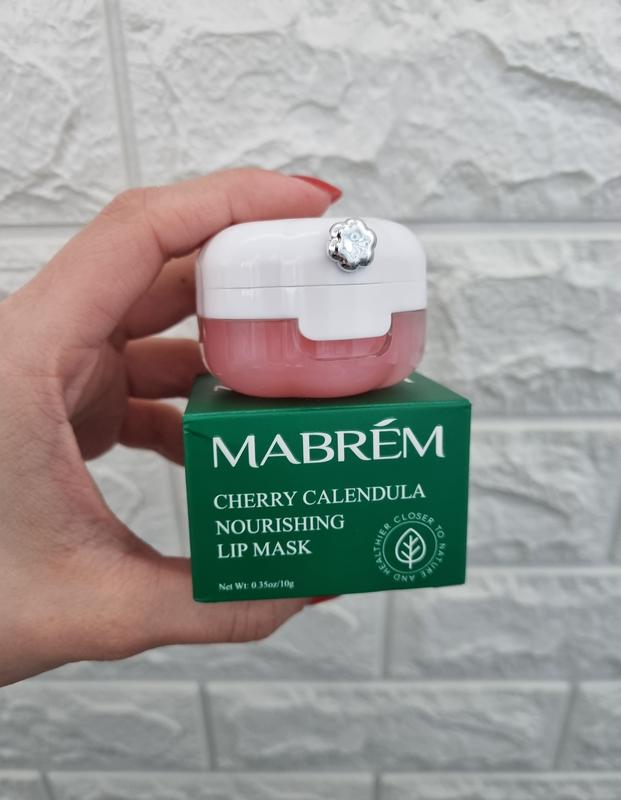 MABRÉM
CHERRY CALENDULA
NOURISHING
LIP MASK
Net Wt: 0.35oz/10g
CLOSER TO NATURE AND HEALTHIER